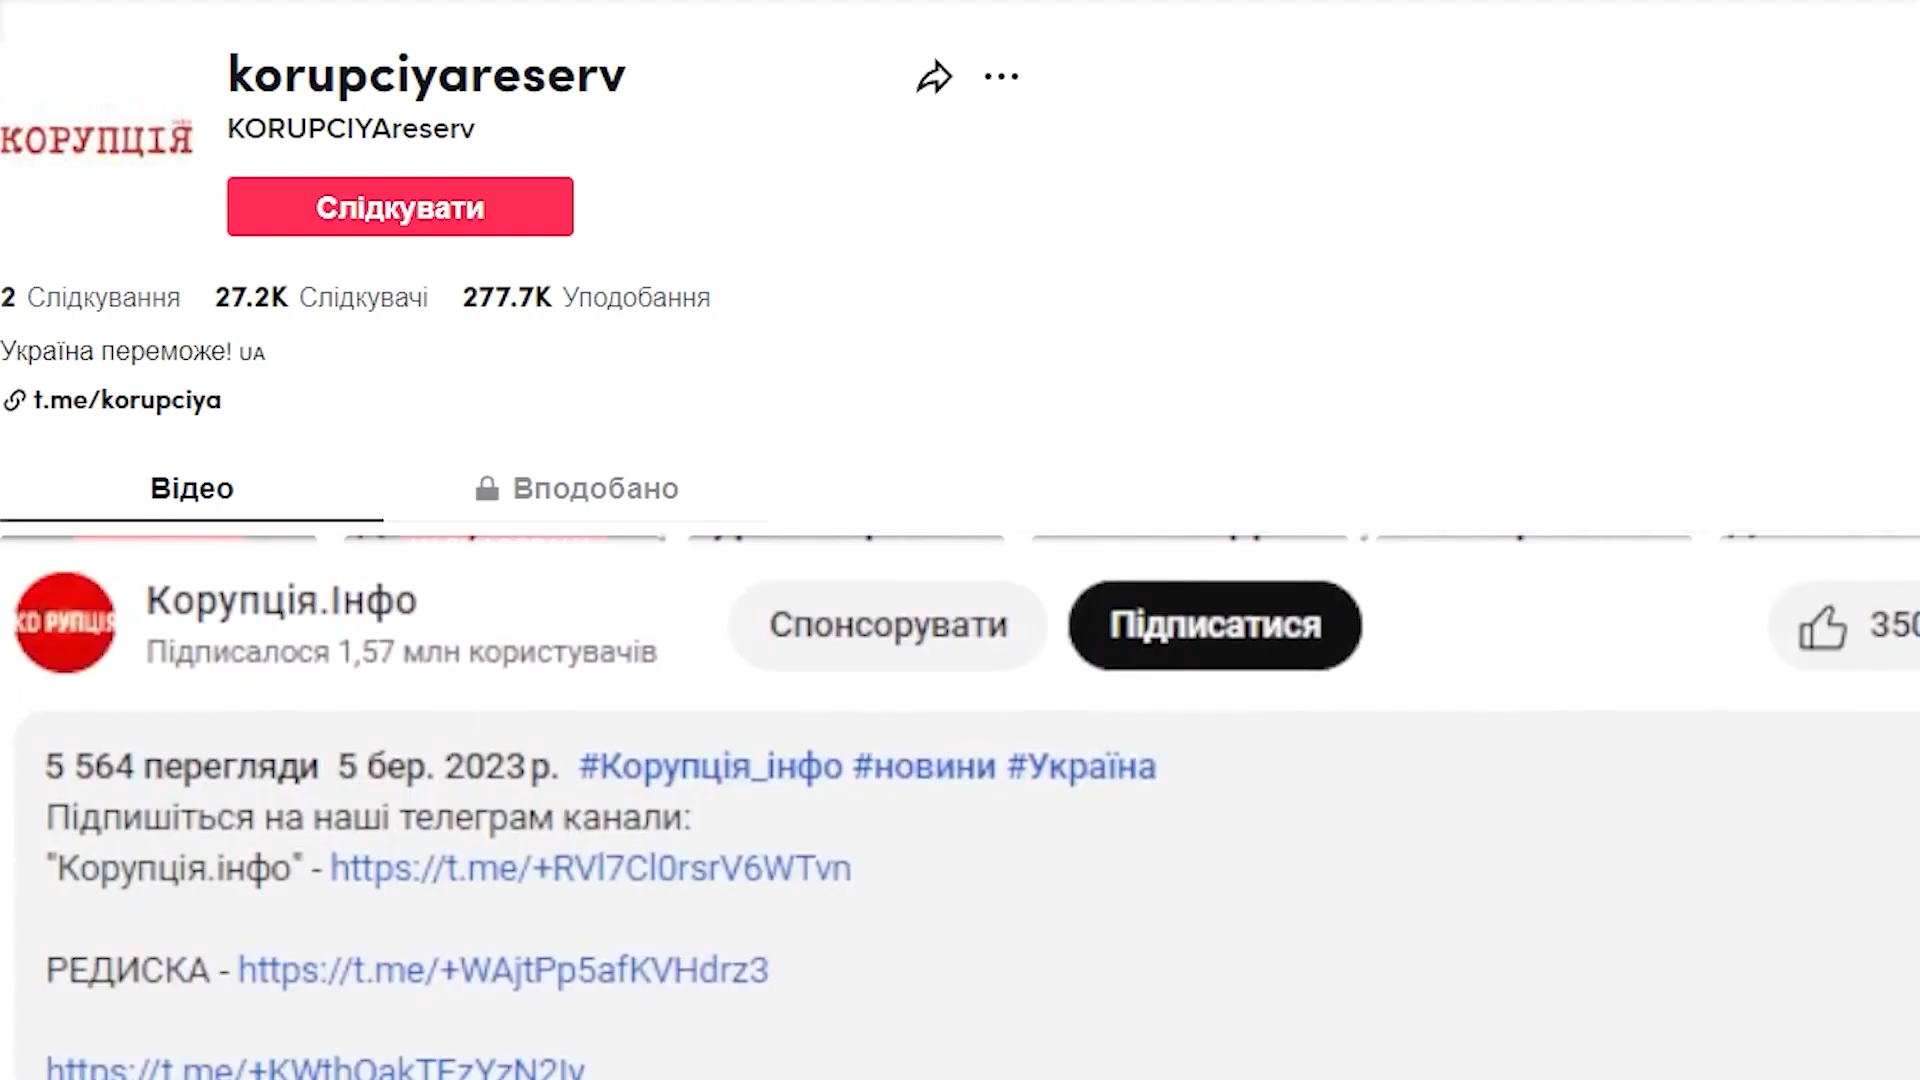 korupciyareserv
KORUPCIYAreserv
КОРУПЦІЯ
Слідкувати
2 Слідкування 27.2K Слідкувачі 277.7K Уподобання
Україна переможе! UA
t.me/korupciya
Відео Вподобано
КОРУПЦІЯ
Корупція.Інфо
Підписалося 1,57 млн користувачів
Спонсорувати
Підписатися
350
5 564 перегляди 5 бер. 2023 р. #Корупція_інфо #новини #Україна
Підпишіться на наші телеграм канали:
"Корупція.інфо" - https://t.me/+RVl7Cl0rsrV6WTvn
РЕДИСКА - https://t.me/+WAjtPp5afKVHdrz3